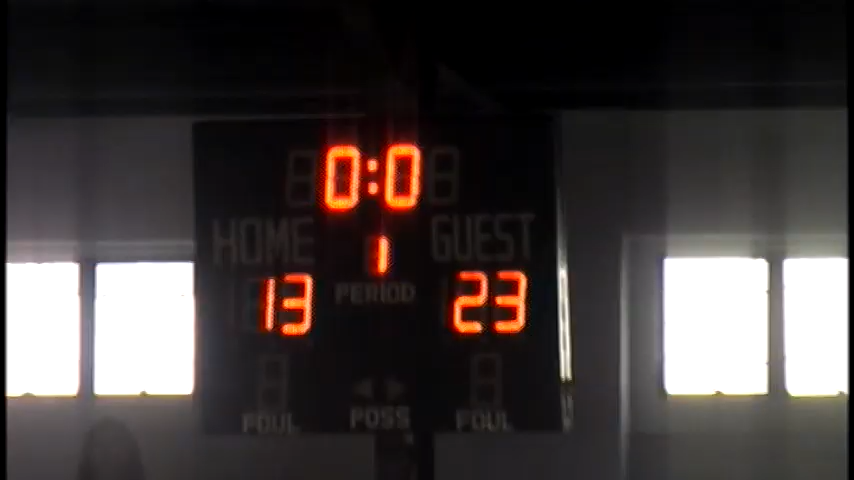 0:0
HOME GUEST
1
PERIOD
13 23
POSS
FOUL FOUL